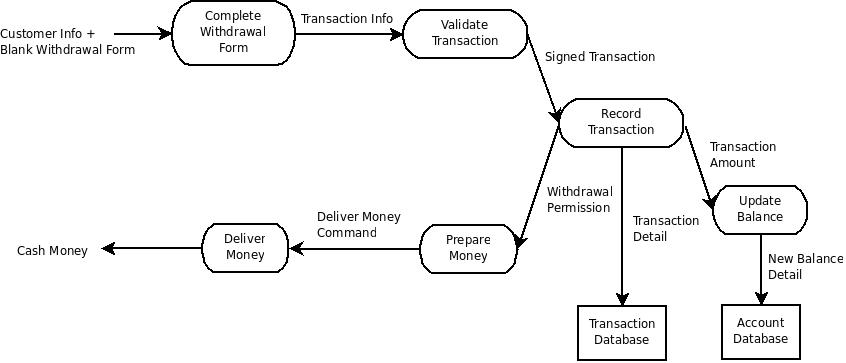 Customer Info +
Blank Withdrawal Form
Complete
Withdrawal
Form
Transaction Info
Validate
Transaction
Signed Transaction
Record
Transaction
Transaction
Amount
Update
Balance
New Balance
Detail
Account
Database
Transaction
Detail
Transaction
Database
Withdrawal
Permission
Prepare
Money
Deliver Money
Command
Deliver
Money
Cash Money